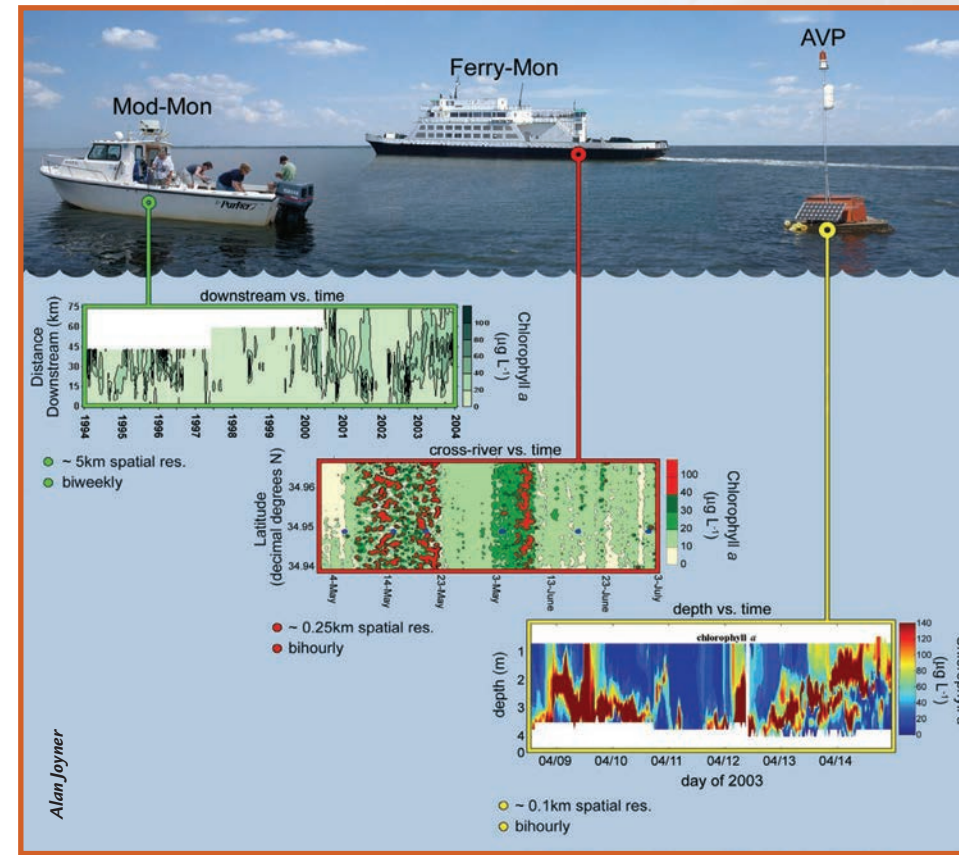 AVP
Ferry-Mon
Mod-Mon
Parker
downstream vs. time
Distance
Downstream (km)
75
60
45
30
15
0
1994
1995
1996
1997
1998
1999
2000
2001
2002
2003
2004
100
80
60
40
20
0
Chlorophyll a
(µg L-1)
~ 5km spatial res.
biweekly
cross-river vs. time
Latitude
(decimal degrees N)
34.96
34.95
34.94
4-May
14-May
23-May
3-May
13-June
23-June
3-July
100
40
30
20
10
0
Chlorophyll a
(µg L-1)
~ 0.25km spatial res.
bihourly
depth vs. time
chlorophyll a
depth (m)
1
2
3
4
0
04/09
04/10
04/11
04/12
04/13
04/14
day of 2003
140
120
100
80
60
40
20
0
(µg L-1)
~ 0.1km spatial res.
bihourly
Alan Joyner